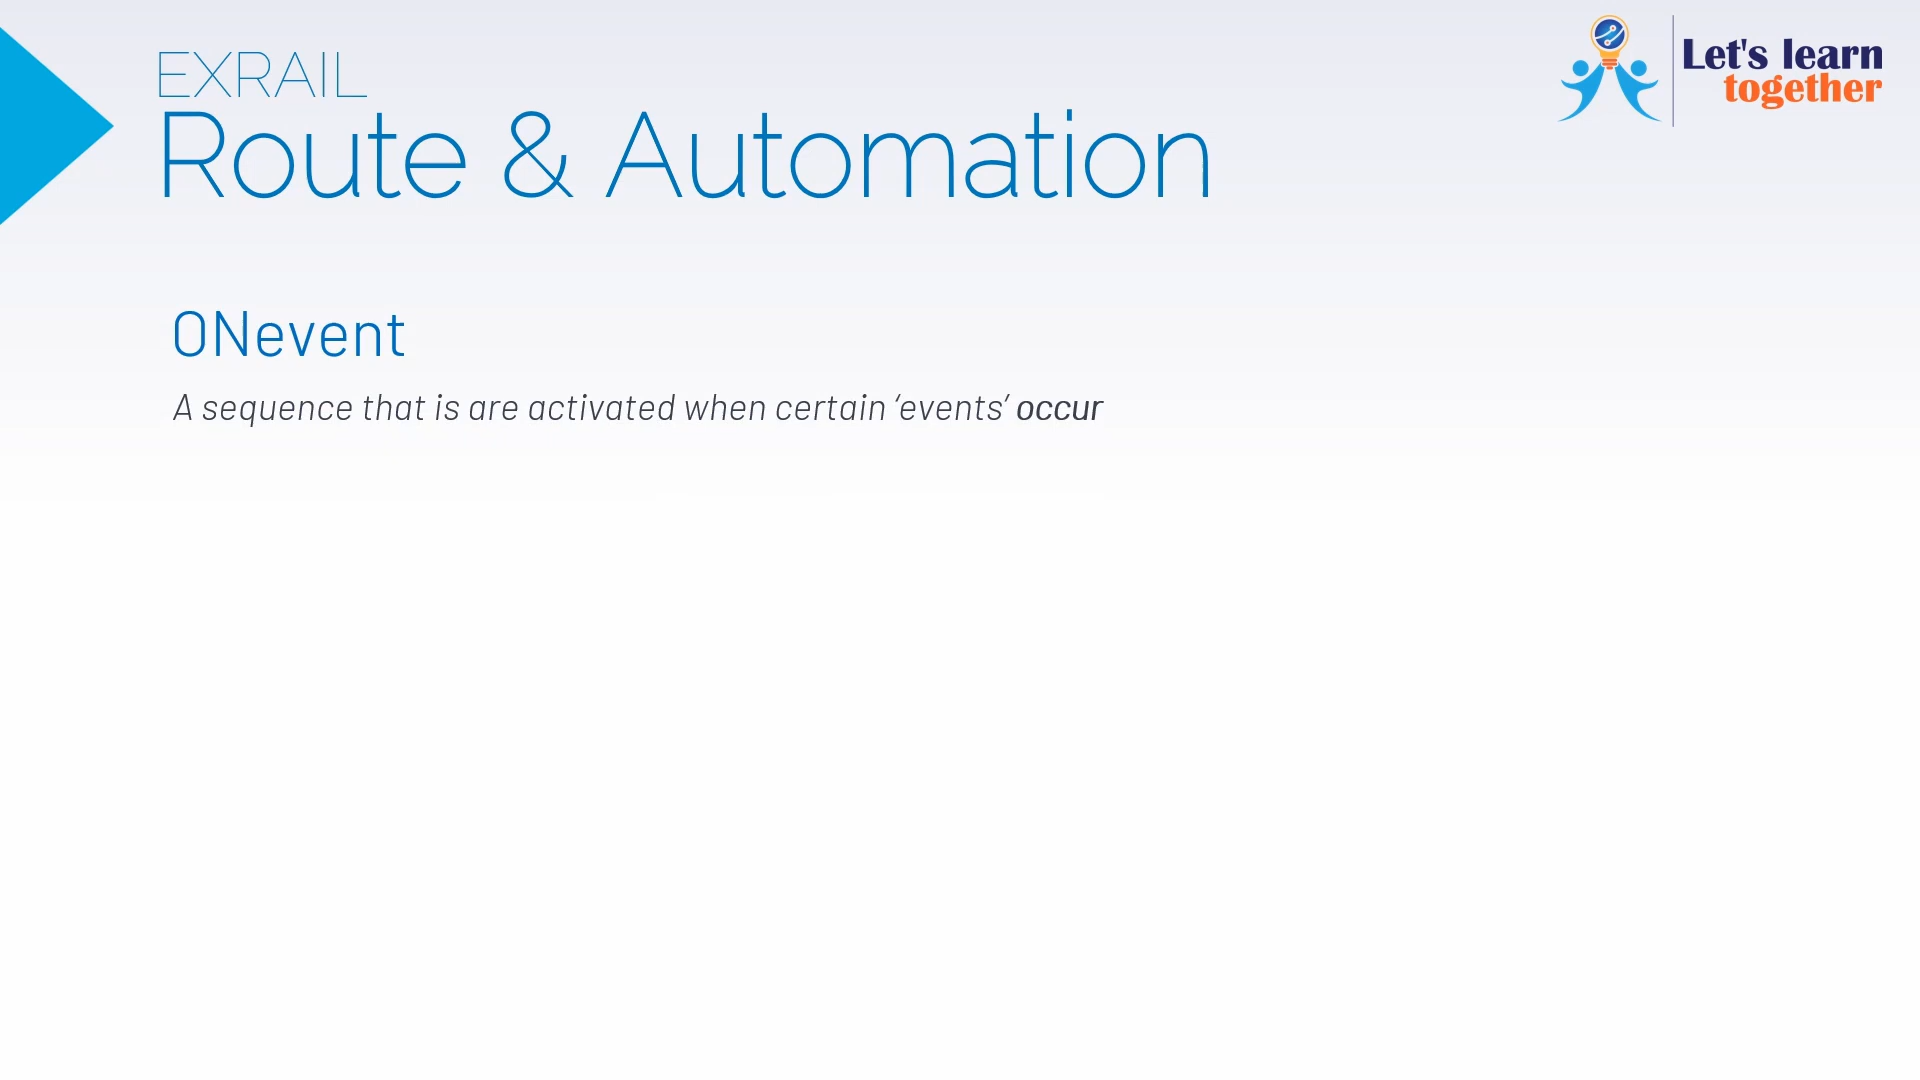 EXRAIL
Route & Automation
Let's learn
together
ONevent
A sequence that is are activated when certain ‘events’ occur